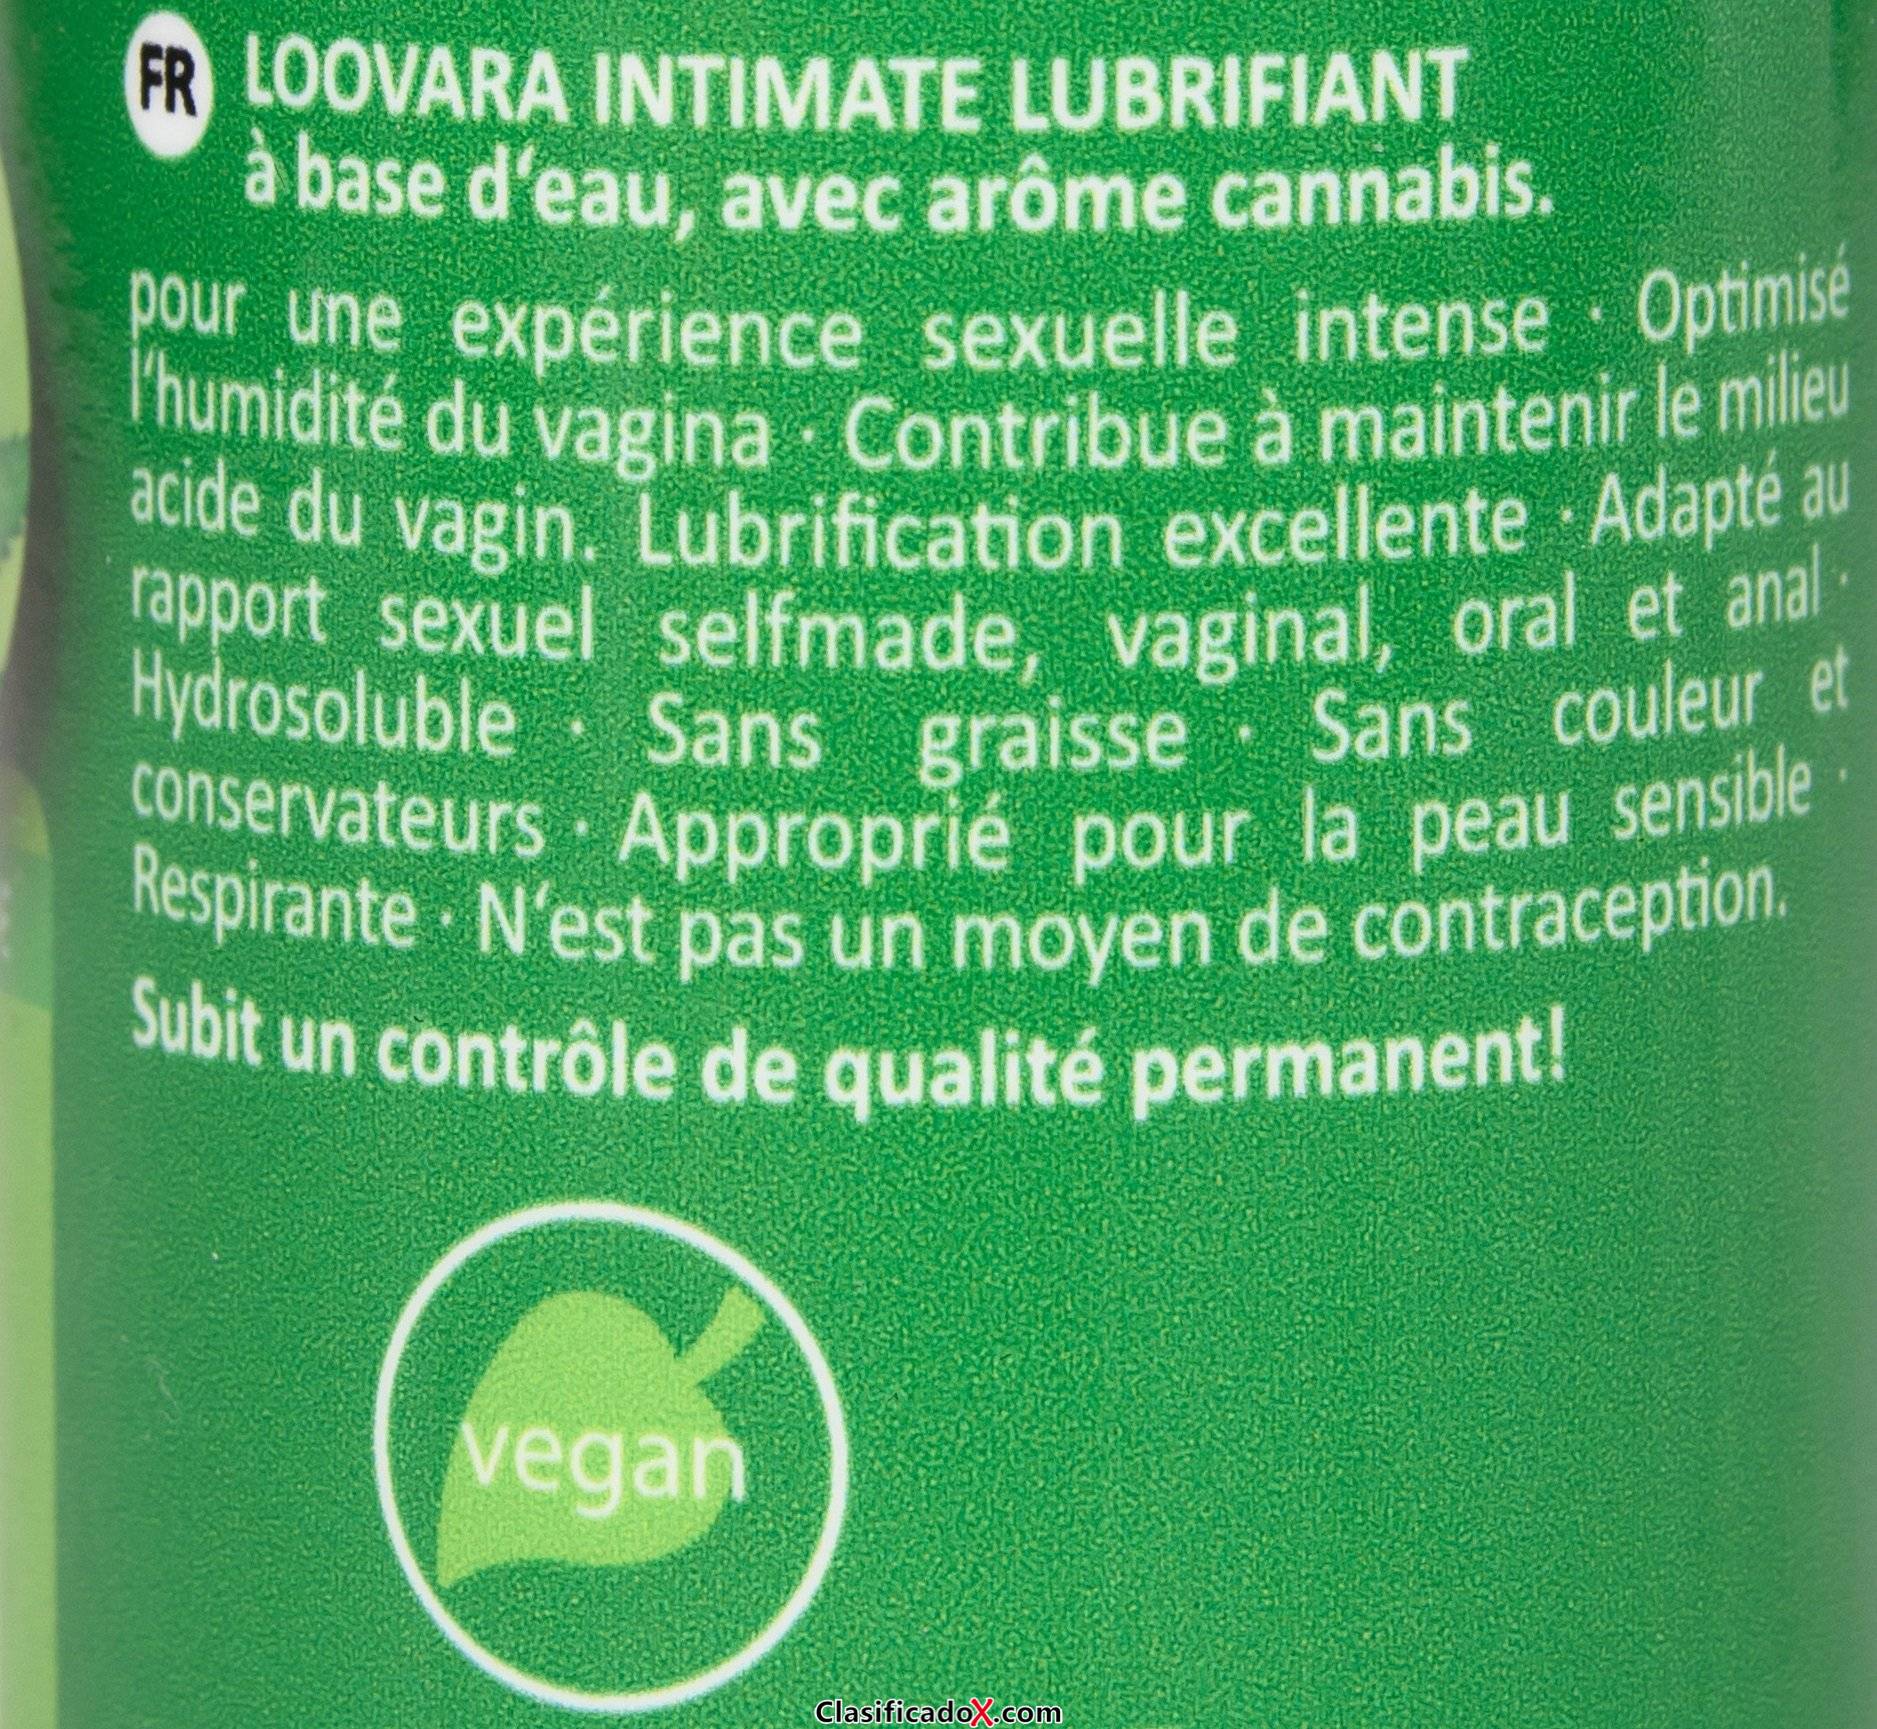 FR LOOVARA INTIMATE LUBRIFIANT
à base d‘eau, avec arôme cannabis.
pour une expérience sexuelle intense · Optimisé
l‘humidité du vagina · Contribue à maintenir le milieu
acide du vagin. Lubrification excellente · Adapté au
rapport sexuel selfmade, vaginal, oral et anal ·
Hydrosoluble · Sans graisse · Sans couleur et
conservateurs · Approprié pour la peau sensible ·
Respirante · N‘est pas un moyen de contraception.
Subit un contrôle de qualité permanent!
vegan
ClasificadoX.com